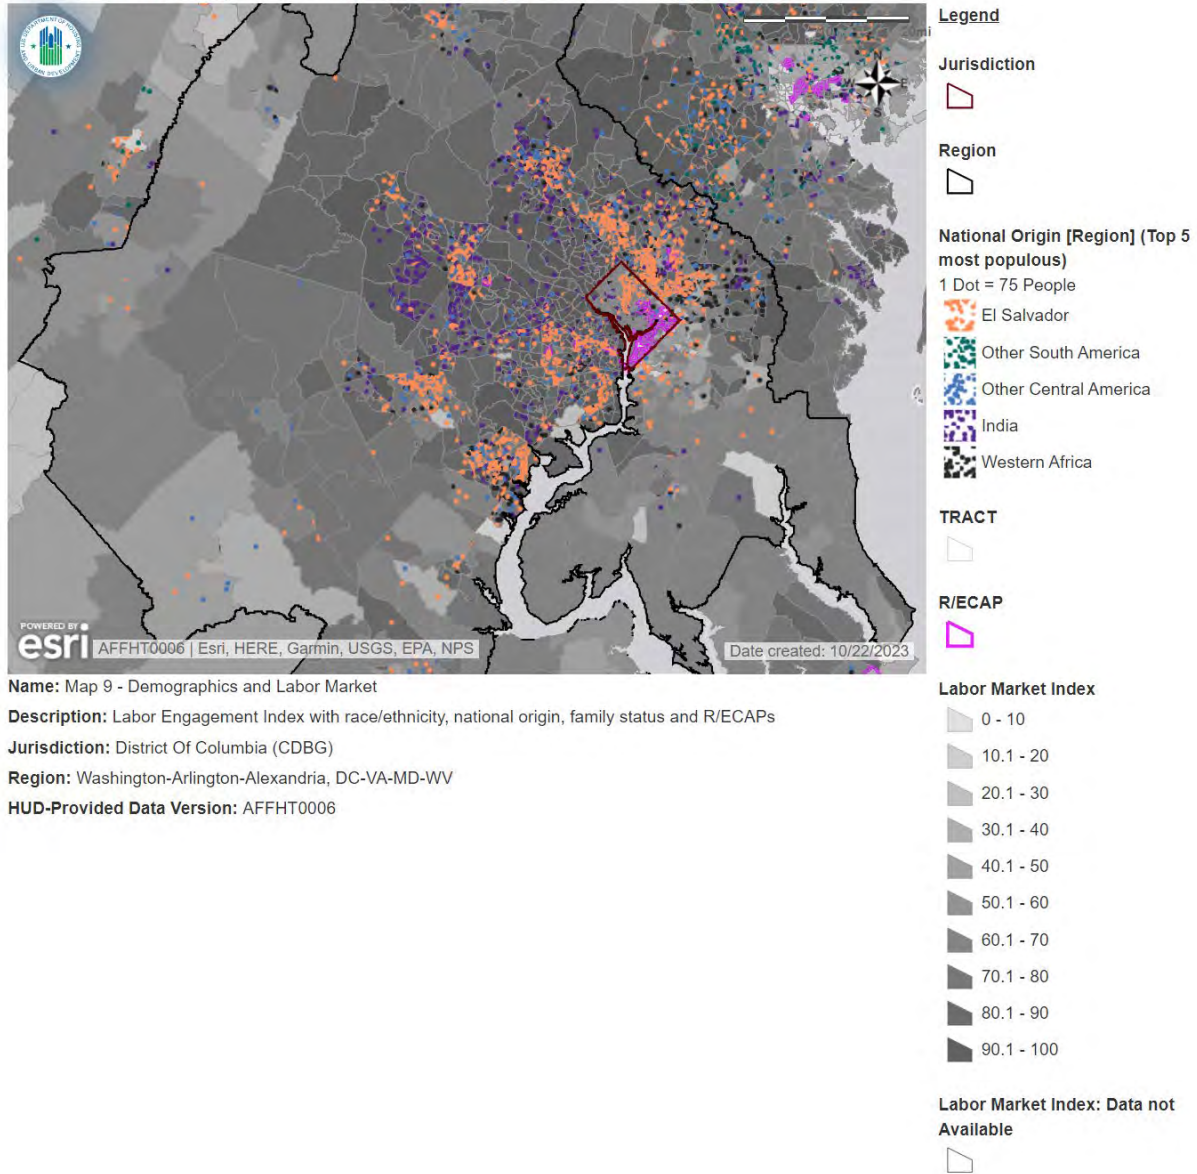 U.S. DEPARTMENT OF HOUSING
AND URBAN DEVELOPMENT
N
E
S
POWERED BY
esri
AFFHT0006 | Esri, HERE, Garmin, USGS, EPA, NPS
Date created: 10/22/2023
Name: Map 9 - Demographics and Labor Market
Description: Labor Engagement Index with race/ethnicity, national origin, family status and R/ECAPs
Jurisdiction: District Of Columbia (CDBG)
Region: Washington-Arlington-Alexandria, DC-VA-MD-WV
HUD-Provided Data Version: AFFHT0006
Legend
Jurisdiction
Region
National Origin [Region] (Top 5
most populous)
1 Dot = 75 People
El Salvador
Other South America
Other Central America
India
Western Africa
TRACT
R/ECAP
Labor Market Index
0 - 10
10.1 - 20
20.1 - 30
30.1 - 40
40.1 - 50
50.1 - 60
60.1 - 70
70.1 - 80
80.1 - 90
90.1 - 100
Labor Market Index: Data not
Available